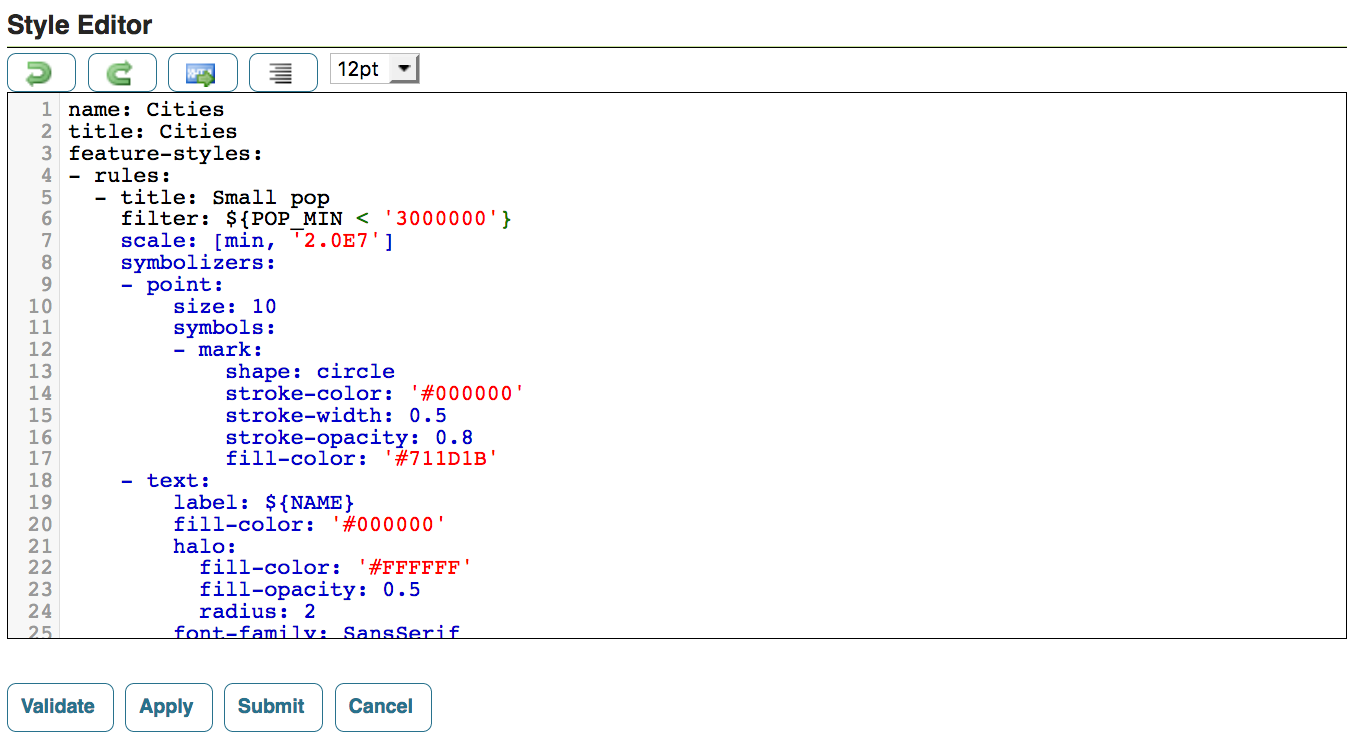 Style Editor
12pt
1 name: Cities
2 title: Cities
3 feature-styles:
4 - rules:
5   - title: Small pop
6     filter: ${POP_MIN < '3000000'}
7     scale: [min, '2.0E7']
8     symbolizers:
9     - point:
10         size: 10
11         symbols:
12         - mark:
13             shape: circle
14             stroke-color: '#000000'
15             stroke-width: 0.5
16             stroke-opacity: 0.8
17             fill-color: '#711D1B'
18     - text:
19         label: ${NAME}
20         fill-color: '#000000'
21         halo:
22           fill-color: '#FFFFFF'
23           fill-opacity: 0.5
24           radius: 2
25         font-family: SansSerif
Validate Apply Submit Cancel